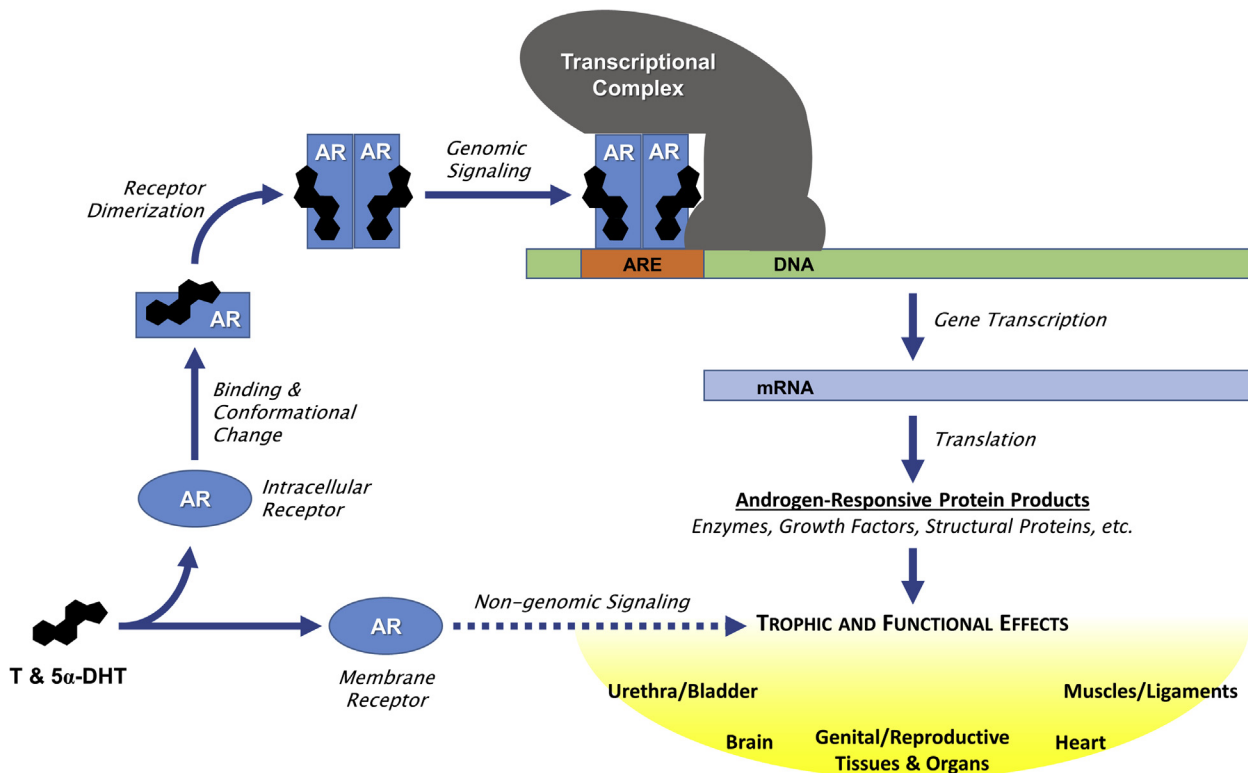 Transcriptional
Complex
AR AR
Genomic
Signaling
AR AR
Receptor
Dimerization
ARE
DNA
AR
Gene Transcription
mRNA
Binding &
Conformational
Change
Translation
AR
Intracellular
Receptor
Androgen-Responsive Protein Products
Enzymes, Growth Factors, Structural Proteins, etc.
T & 5α-DHT
AR
Membrane
Receptor
Non-genomic Signaling
Trophic and Functional Effects
Urethra/Bladder
Muscles/Ligaments
Brain
Genital/Reproductive
Tissues & Organs
Heart